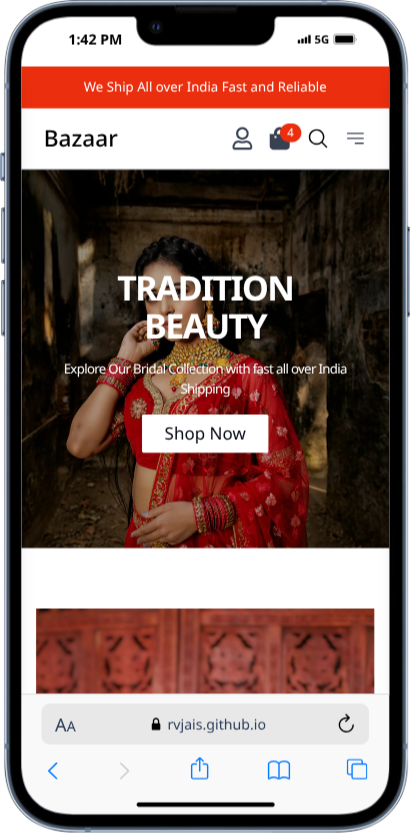 1:42 PM
5G
We Ship All over India Fast and Reliable
Bazaar
4
TRADITION
BEAUTY
Explore Our Bridal Collection with fast all over India
Shipping
Shop Now
AA
rvjais.github.io